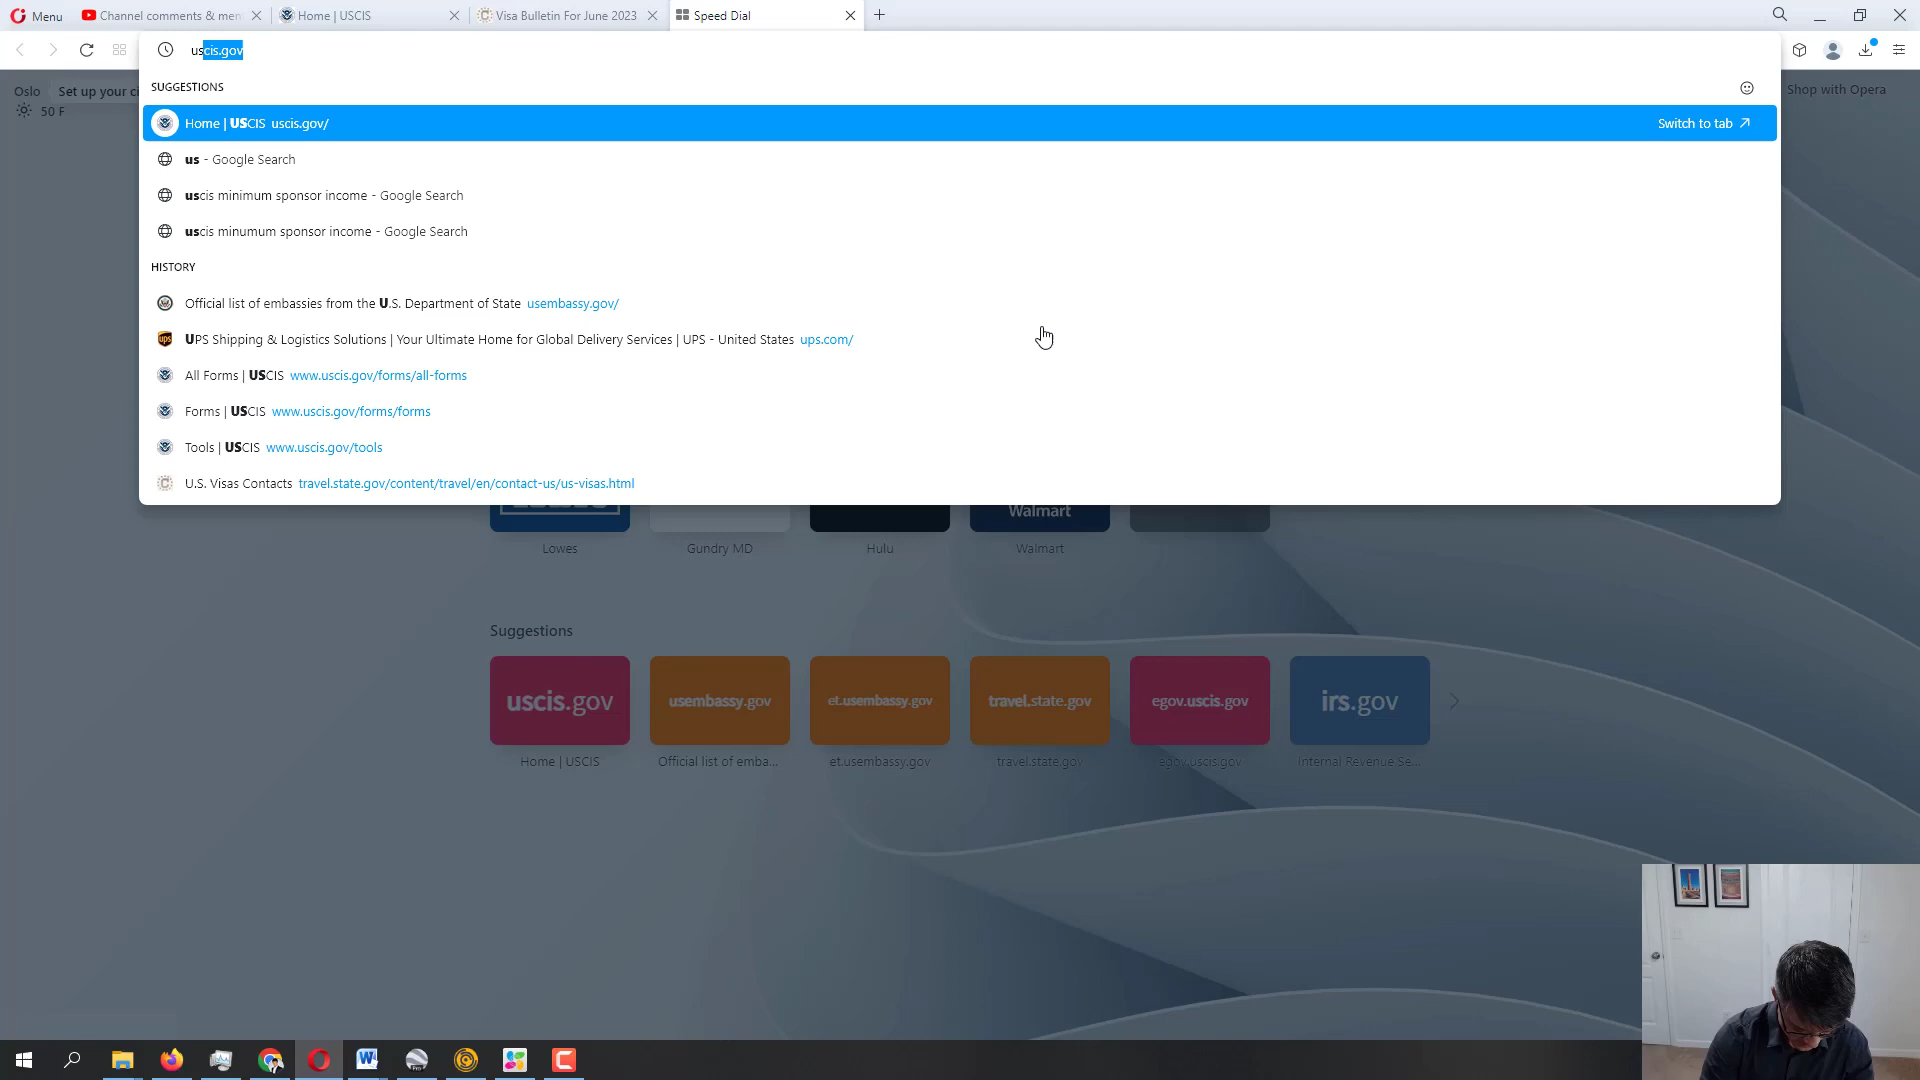 Menu
Channel comments & men
Home | USCIS
Visa Bulletin For June 2023
Speed Dial
uscis.gov
Oslo
Set up your ci
50 F
Shop with Opera
SUGGESTIONS
Home | USCIS uscis.gov/
Switch to tab
us - Google Search
uscis minimum sponsor income - Google Search
uscis minumum sponsor income - Google Search
HISTORY
Official list of embassies from the U.S. Department of State usembassy.gov/
UPS Shipping & Logistics Solutions | Your Ultimate Home for Global Delivery Services | UPS - United States ups.com/
All Forms | USCIS www.uscis.gov/forms/all-forms
Forms | USCIS www.uscis.gov/forms/forms
Tools | USCIS www.uscis.gov/tools
U.S. Visas Contacts travel.state.gov/content/travel/en/contact-us/us-visas.html
Walmart
Lowes
Gundry MD
Hulu
Walmart
Suggestions
uscis.gov
usembassy.gov
et.usembassy.gov
travel.state.gov
egov.uscis.gov
irs.gov
Home | USCIS
Official list of emba...
et.usembassy.gov
travel.state.gov
egov.uscis.gov
Internal Revenue Se...